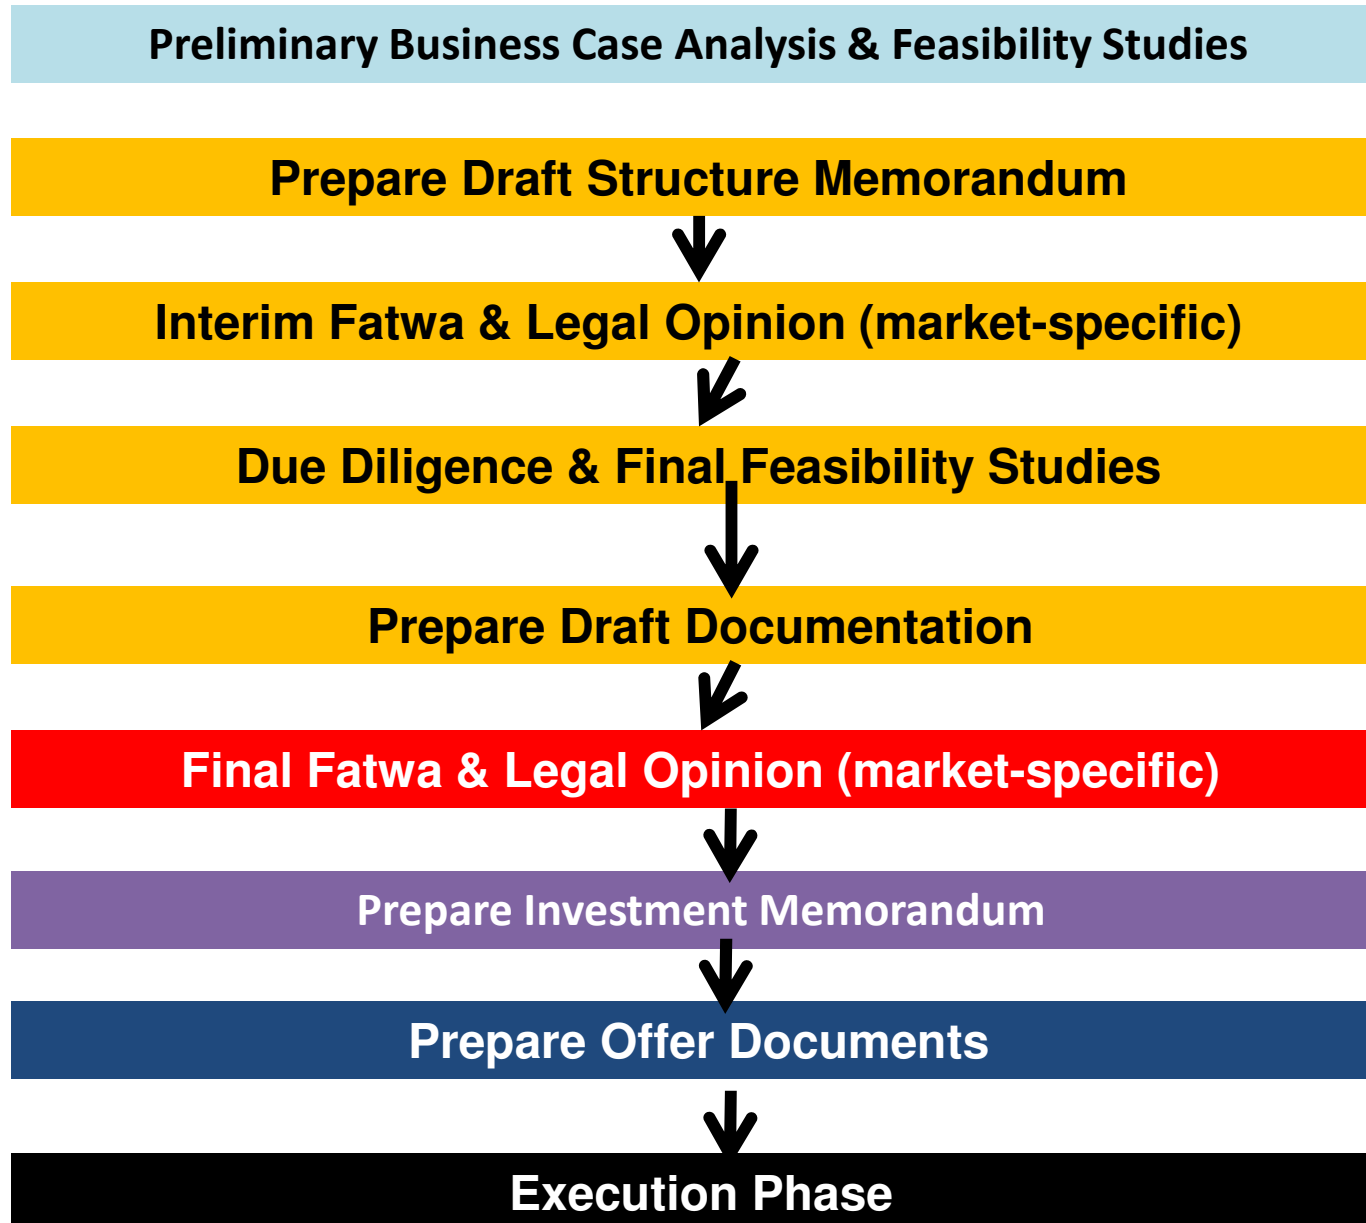 Preliminary Business Case Analysis & Feasibility Studies
Prepare Draft Structure Memorandum
Interim Fatwa & Legal Opinion (market-specific)
Due Diligence & Final Feasibility Studies
Prepare Draft Documentation
Final Fatwa & Legal Opinion (market-specific)
Prepare Investment Memorandum
Prepare Offer Documents
Execution Phase